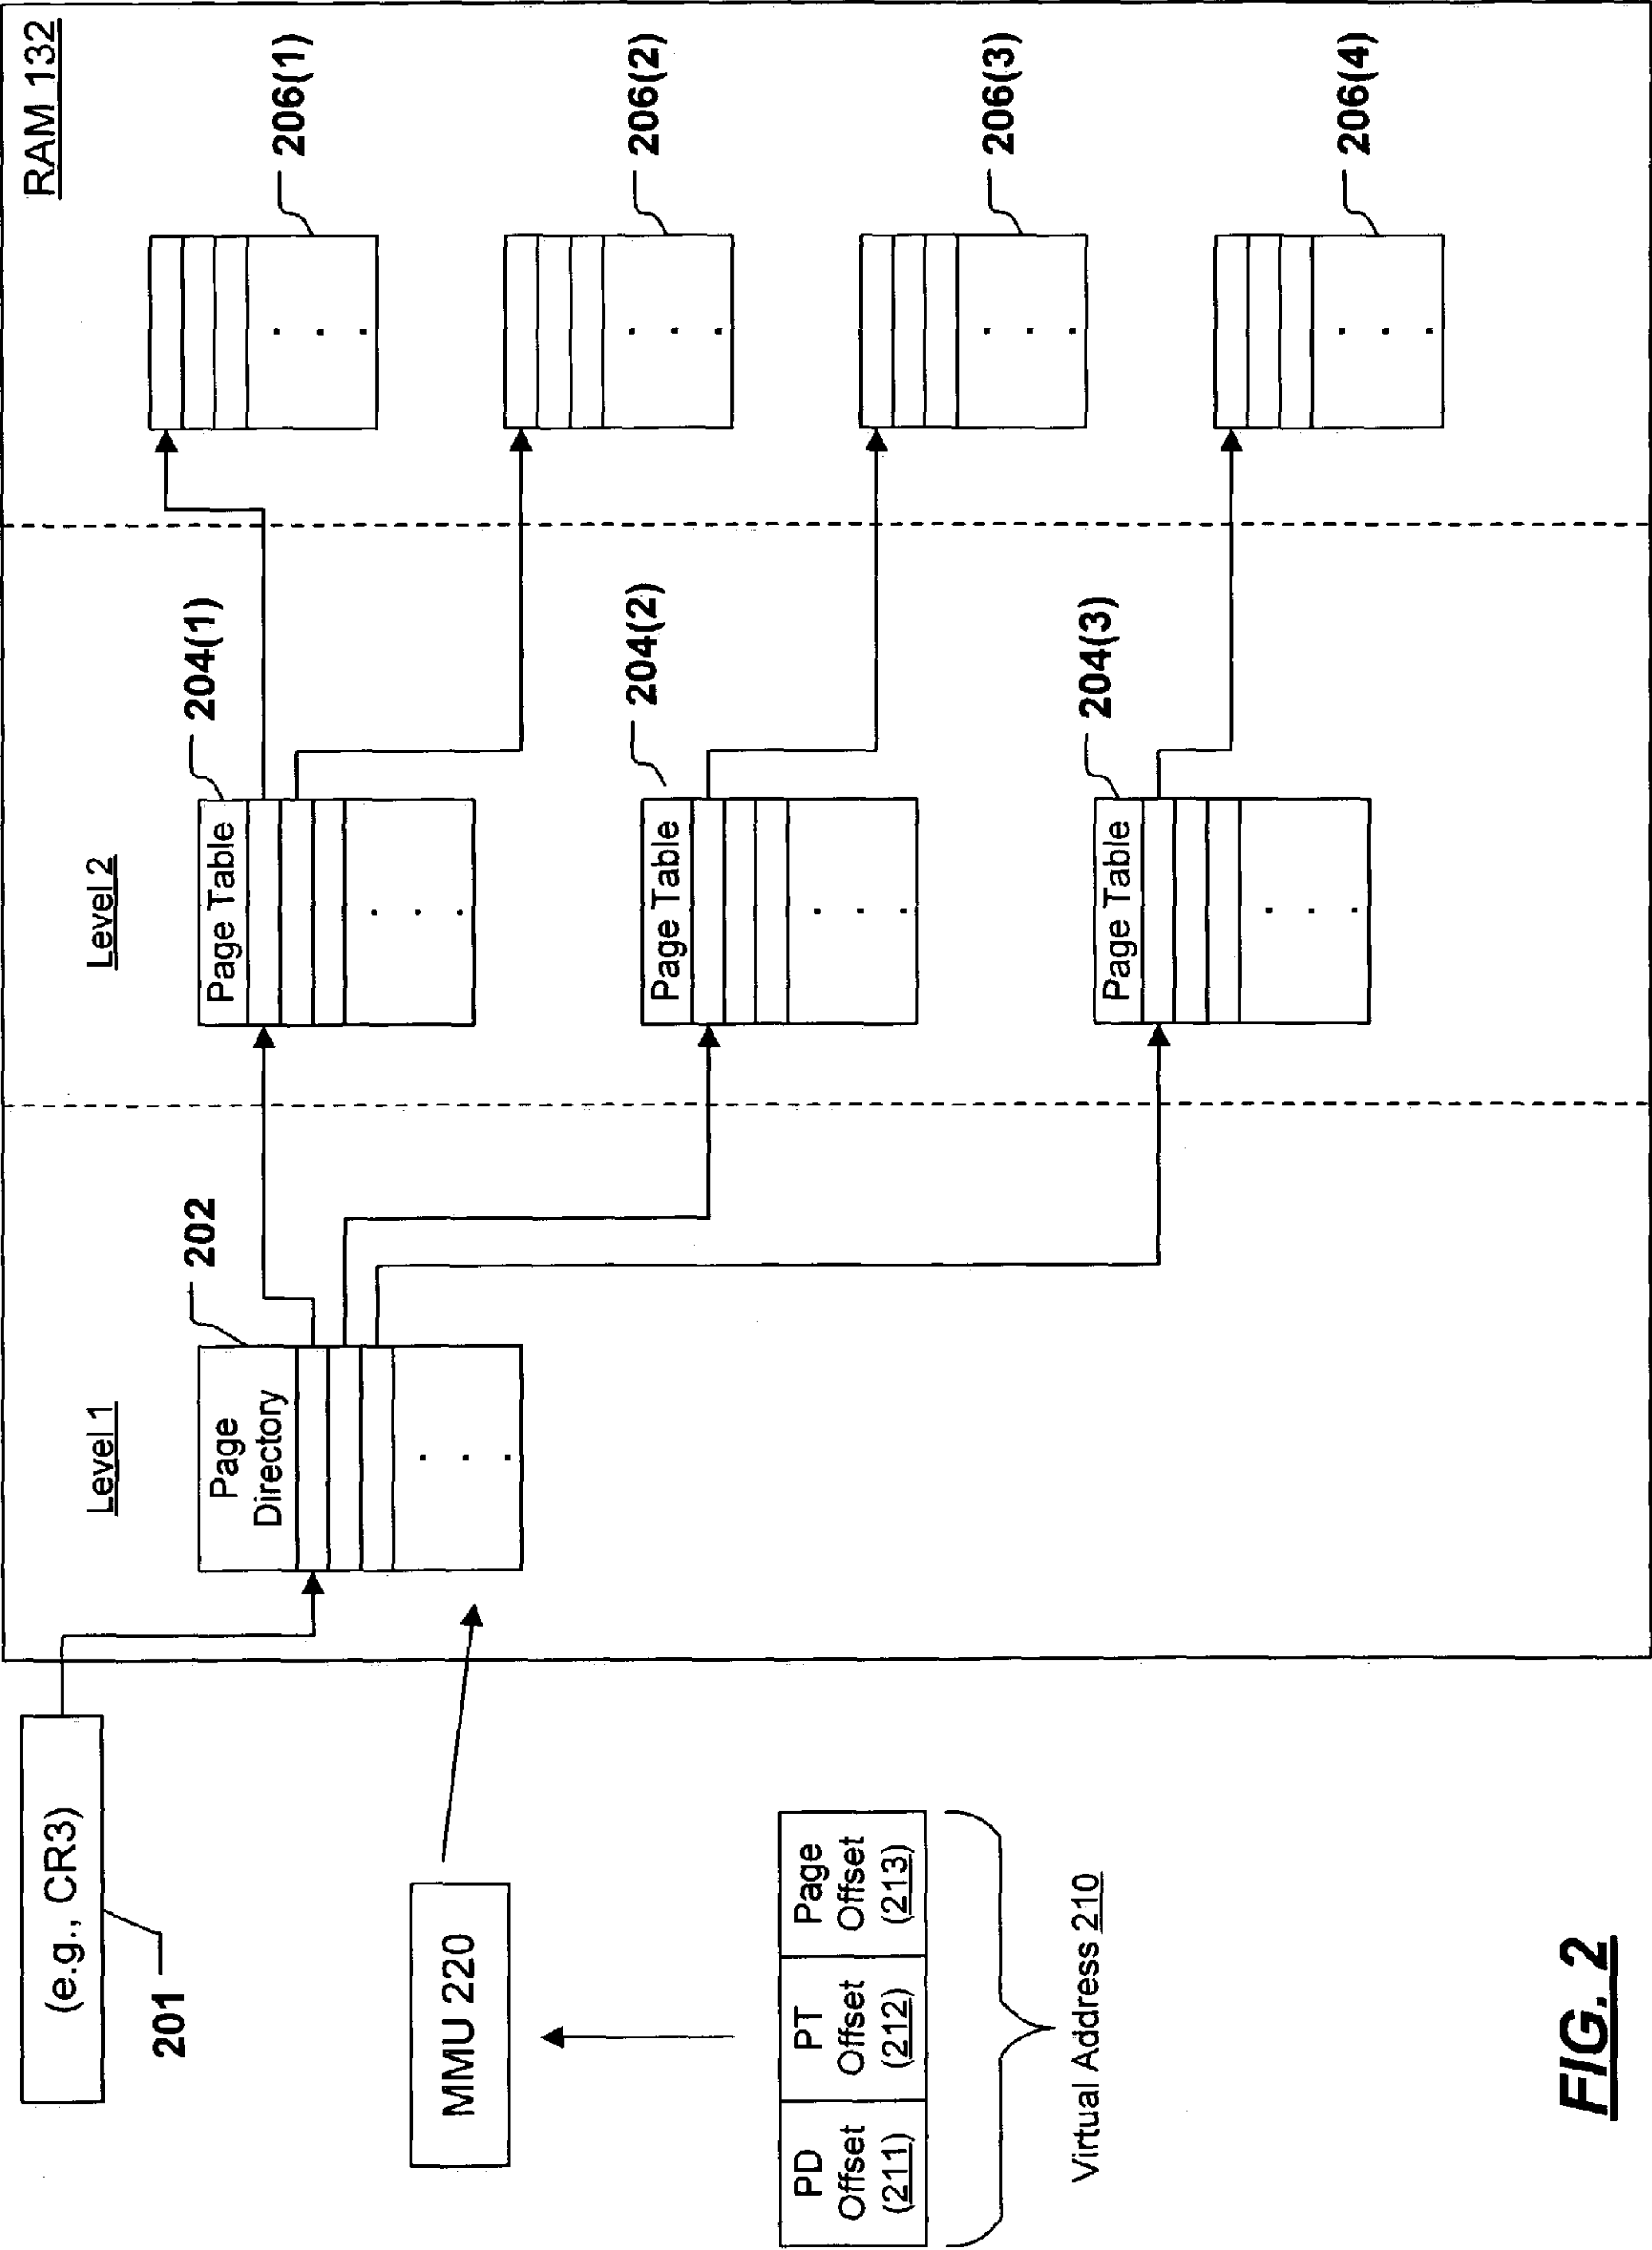 RAM 132
(e.g., CR3)
201
Level 1
Level 2
Page
Directory
202
Page Table
204(1)
206(1)
206(2)
Page Table
204(2)
206(3)
Page Table
204(3)
206(4)
MMU 220
PD
Offset
(211)
PT
Offset
(212)
Page
Offset
(213)
Virtual Address 210
FIG. 2